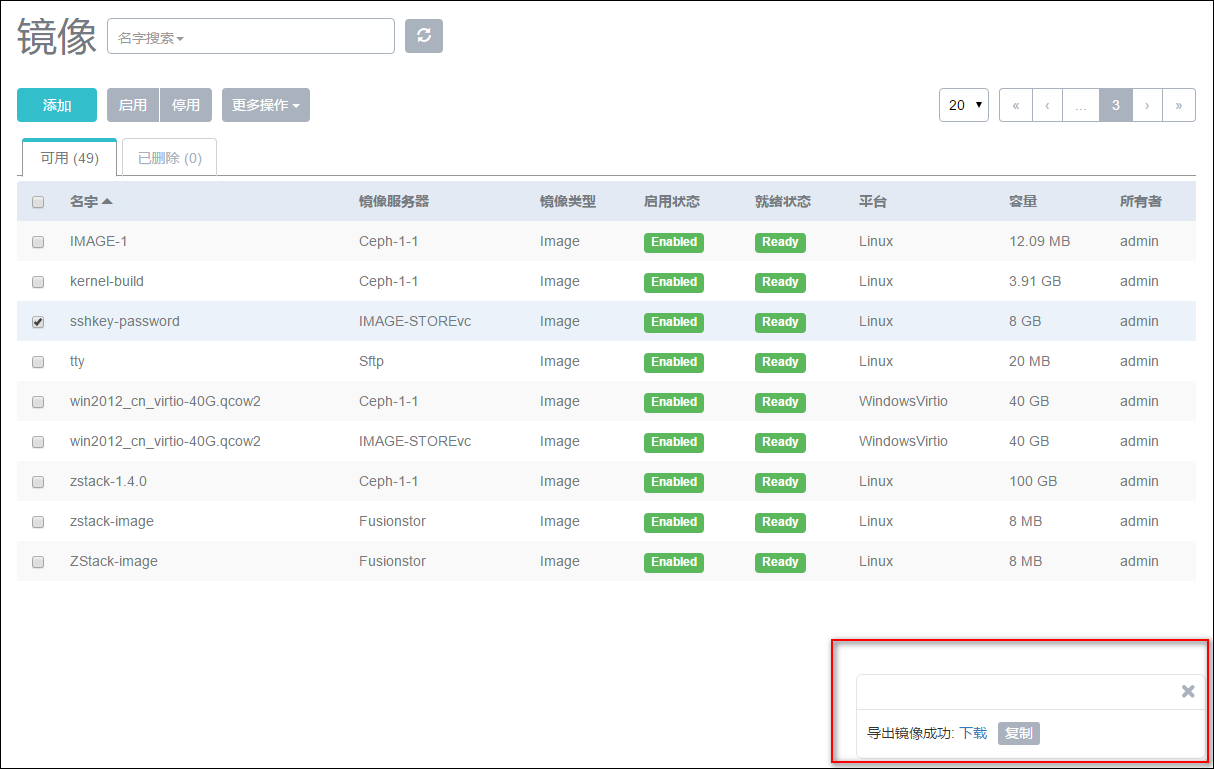 镜像 名字搜索
添加 启用 停用 更多操作 20 « ‹ ... 3 › »
可用 (49) 已删除 (0)
名字 镜像服务器 镜像类型 启用状态 就绪状态 平台 容量 所有者
IMAGE-1 Ceph-1-1 Image Enabled Ready Linux 12.09 MB admin
kernel-build Ceph-1-1 Image Enabled Ready Linux 3.91 GB admin
sshkey-password IMAGE-STOREvc Image Enabled Ready Linux 8 GB admin
tty Sftp Image Enabled Ready Linux 20 MB admin
win2012_cn_virtio-40G.qcow2 Ceph-1-1 Image Enabled Ready WindowsVirtio 40 GB admin
win2012_cn_virtio-40G.qcow2 IMAGE-STOREvc Image Enabled Ready WindowsVirtio 40 GB admin
zstack-1.4.0 Ceph-1-1 Image Enabled Ready Linux 100 GB admin
zstack-image Fusionstor Image Enabled Ready Linux 8 MB admin
ZStack-image Fusionstor Image Enabled Ready Linux 8 MB admin
导出镜像成功: 下载 复制